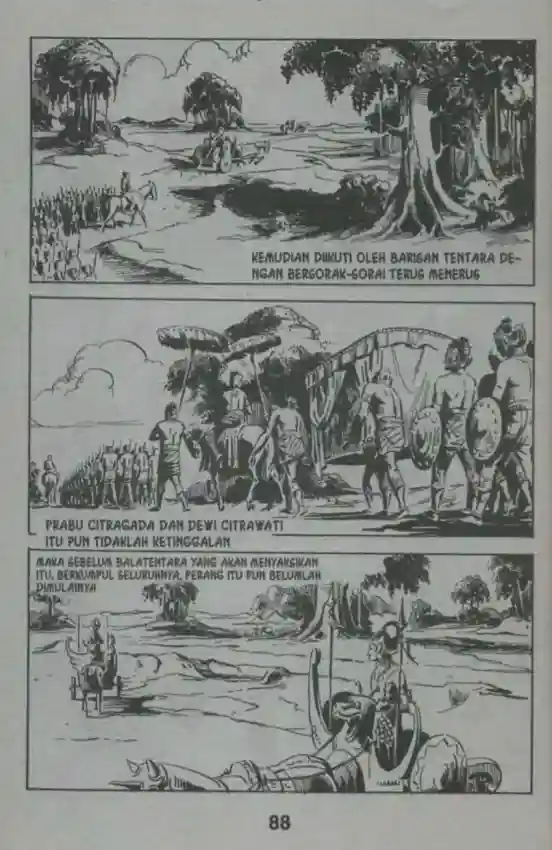 KEMUDIAN DIIKUTI OLEH BARISAN TENTARA DE-
NGAN BERSORAK-SORAI TERUS MENERUS
PRABU CITRAGADA DAN DEWI CITRAWATI
ITU PUN TIDAKLAH KETINGGALAN
MAKA SEBELUM BALATENTARA YANG AKAN MENYAKSIKAN
ITU, BERKUMPUL SELURUHNYA, PERANG ITU PUN BELUMLAH
DIMULAINYA
88